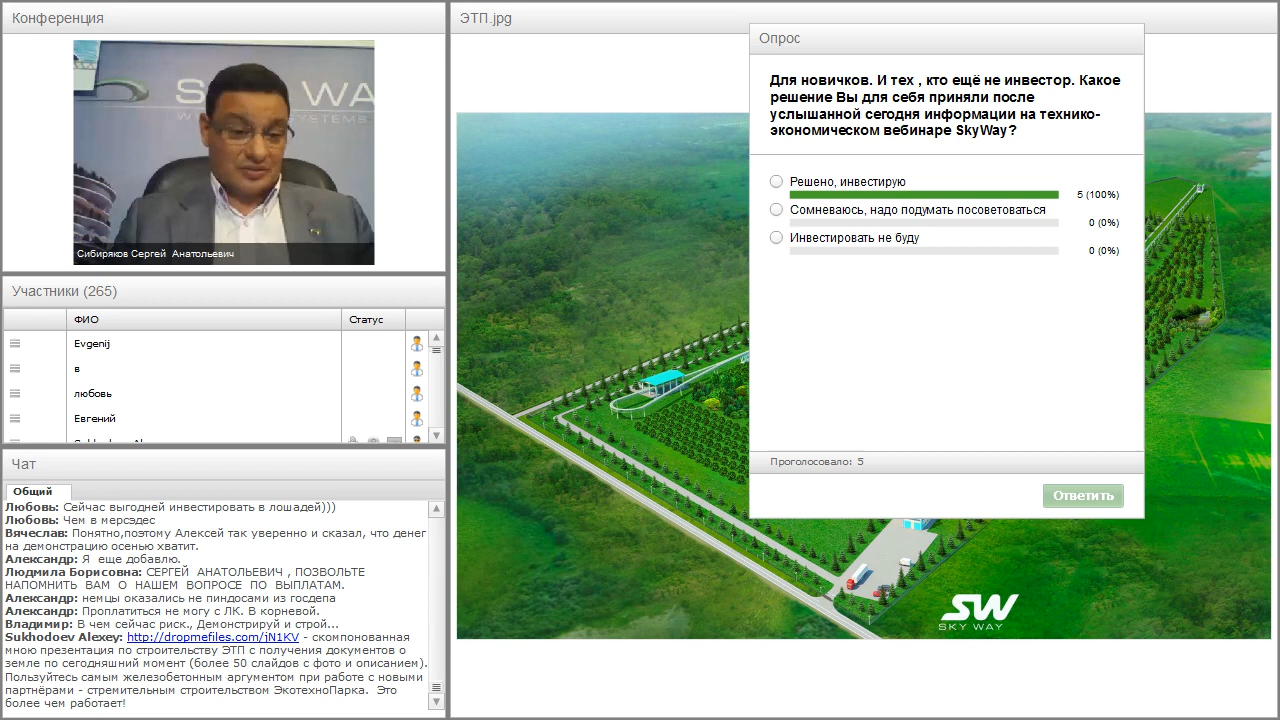 Конференция
SKY WA
SYSTEMS
Сибиряков Сергей Анатольевич
Участники (265)
ФИО
Статус
Evgenij
в
любовь
Евгений
Чат
Общий
Любовь: Сейчас выгодней инвестировать в лошадей)))
Любовь: Чем в мерсэдес
Вячеслав: Понятно,поэтому Алексей так уверенно и сказал, что денег
на демонстрацию осенью хватит.
Александр: Я еще добавлю.
Людмила Борисовна: СЕРГЕЙ АНАТОЛЬЕВИЧ , ПОЗВОЛЬТЕ
НАПОМНИТЬ ВАМ О НАШЕМ ВОПРОСЕ ПО ВЫПЛАТАМ.
Александр: немцы оказались не пиндосами из госдепа
Александр: Проплатиться не могу с ЛК. В корневой.
Владимир: В чем сейчас риск., Демонстрируй и строй...
Sukhodoev Alexey: http://dropmefiles.com/jN1KV - скомпонованная
мною презентация по строительству ЭТП с получения документов о
земле по сегодняшний момент (более 50 слайдов с фото и описанием).
Пользуйтесь самым железобетонным аргументом при работе с новыми
партнёрами - стремительным строительством ЭкотехноПарка. Это
более чем работает!
ЭТП.jpg
Опрос
Для новичков. И тех , кто ещё не инвестор. Какое
решение Вы для себя приняли после
услышанной сегодня информации на технико-
экономическом вебинаре SkyWay?
Решено, инвестирую
5 (100%)
Сомневаюсь, надо подумать посоветоваться
0 (0%)
Инвестировать не буду
0 (0%)
Проголосовало: 5
Ответить
SW
SKY WAY